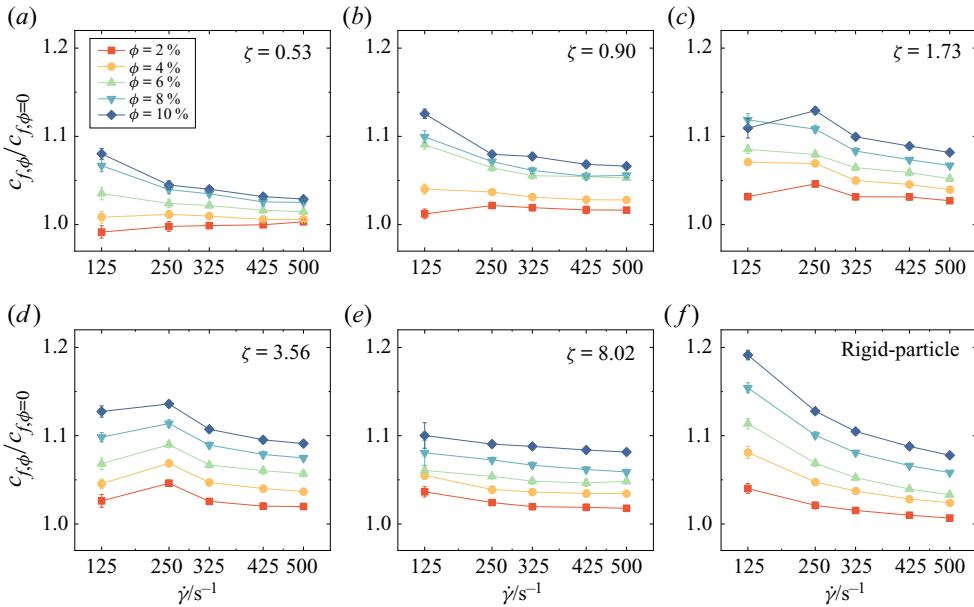 (a)
(b)
(c)
c_{f,ϕ}/c_{f,ϕ=0}
1.2
1.1
1.0
ϕ = 2 %
ϕ = 4 %
ϕ = 6 %
ϕ = 8 %
ϕ = 10 %
ζ = 0.53
125 250 325 425 500
1.2
1.1
1.0
ζ = 0.90
125 250 325 425 500
1.2
1.1
1.0
ζ = 1.73
125 250 325 425 500
(d)
(e)
(f)
c_{f,ϕ}/c_{f,ϕ=0}
1.2
1.1
1.0
ζ = 3.56
125 250 325 425 500
γ̇/s⁻¹
1.2
1.1
1.0
ζ = 8.02
125 250 325 425 500
γ̇/s⁻¹
1.2
1.1
1.0
Rigid-particle
125 250 325 425 500
γ̇/s⁻¹